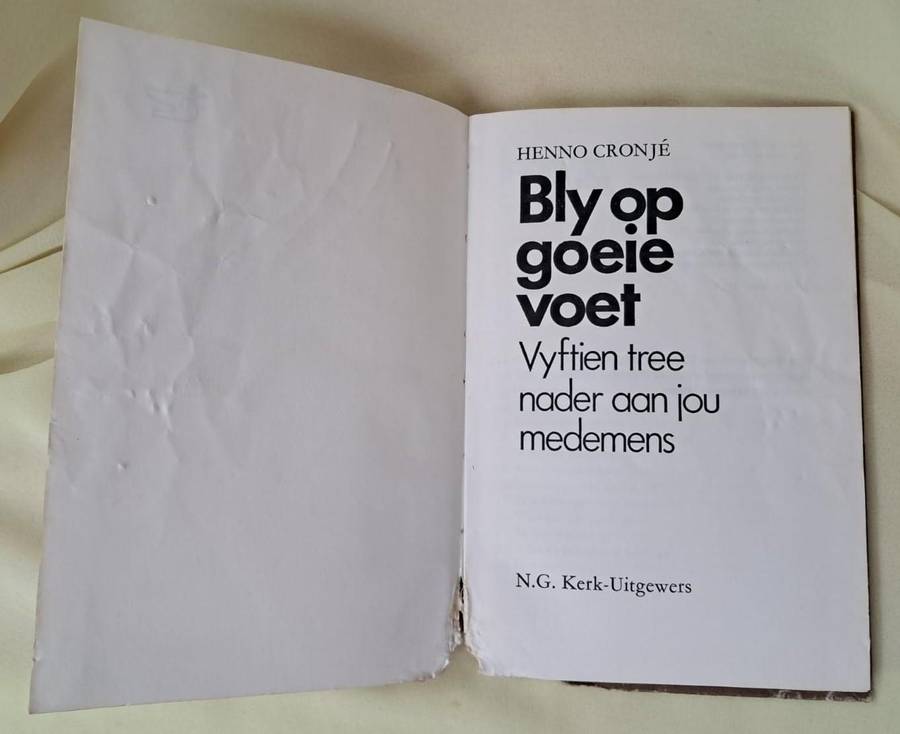 HENNO CRONJÉ
Bly op
goeie
voet
Vyftien tree
nader aan jou
medemens
N.G. Kerk-Uitgewers